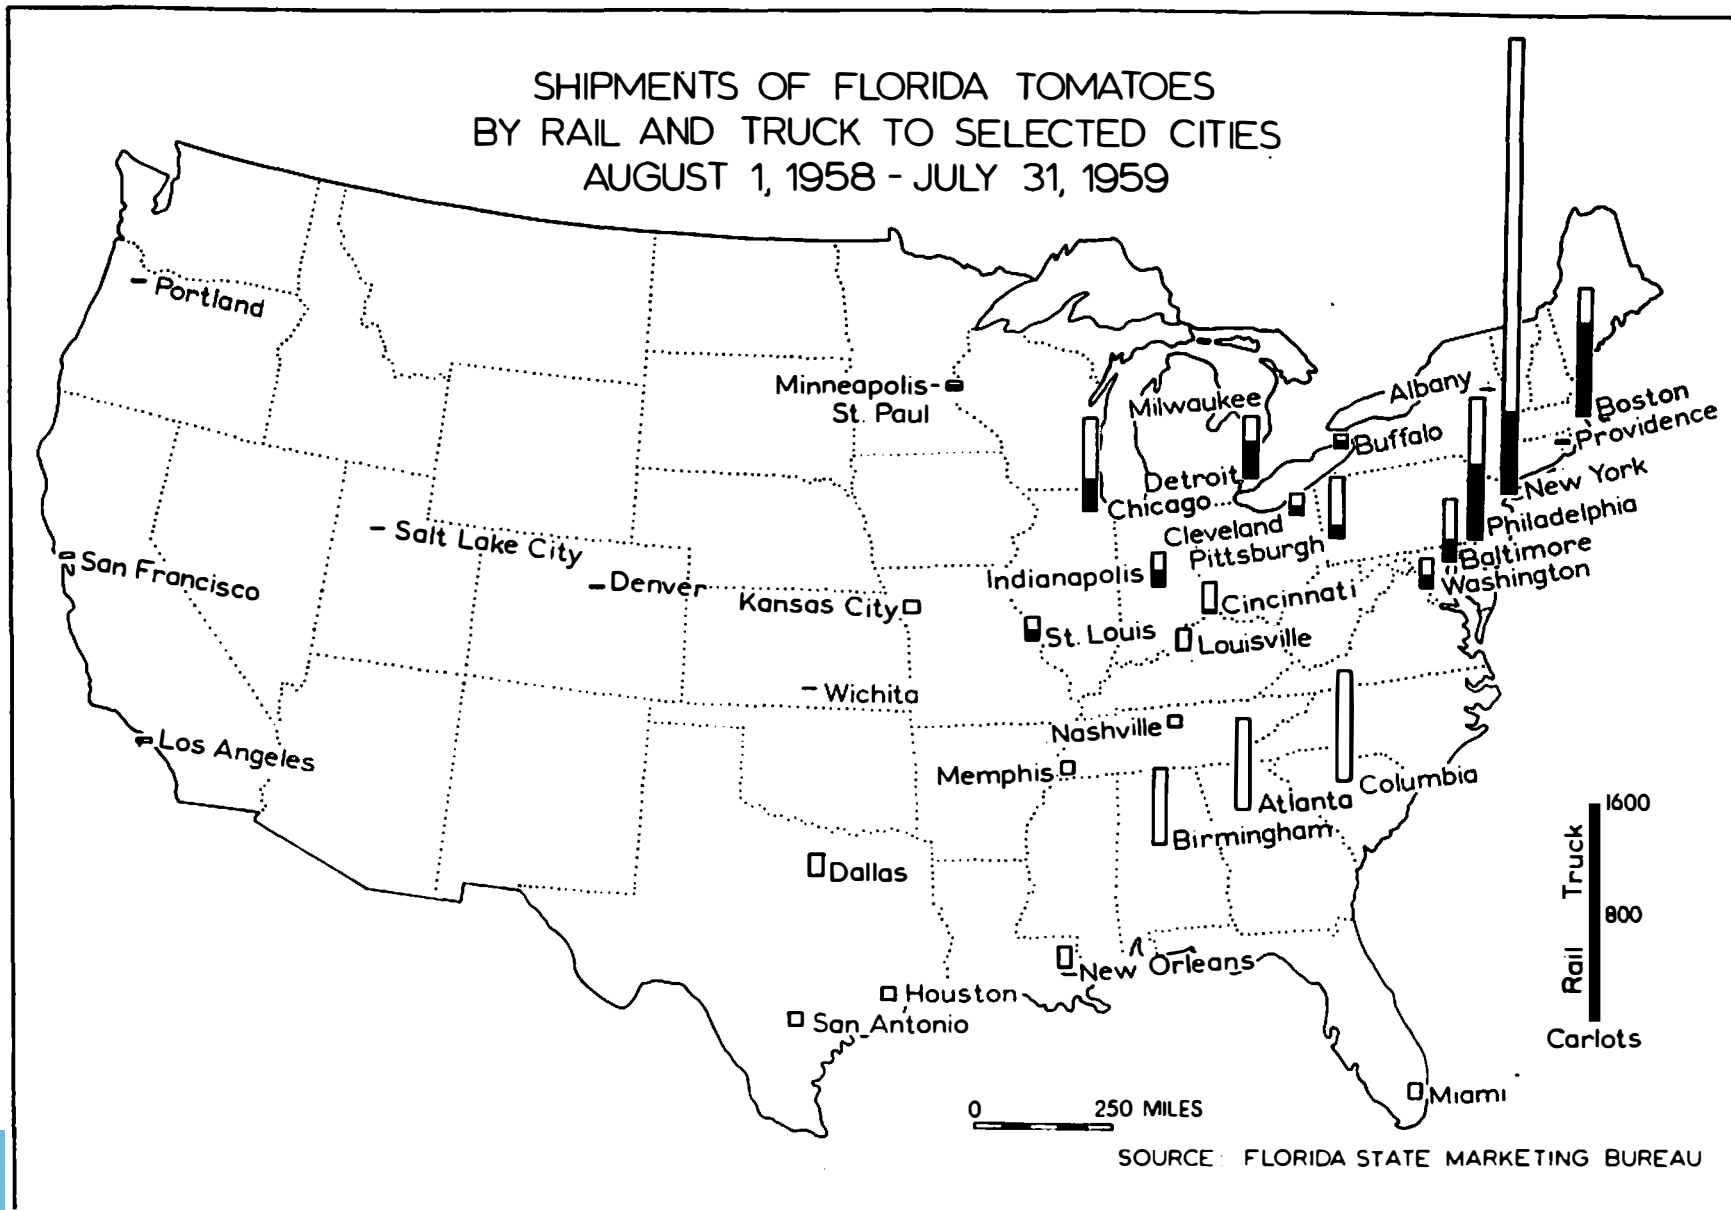 SHIPMENTS OF FLORIDA TOMATOES
BY RAIL AND TRUCK TO SELECTED CITIES
AUGUST 1, 1958 - JULY 31, 1959
Portland
Minneapolis-
St. Paul
Milwaukee
Albany
Boston
Providence
Buffalo
Detroit
Chicago
New York
Philadelphia
Cleveland
Pittsburgh
Baltimore
Washington
Salt Lake City
San Francisco
Denver
Indianapolis
Cincinnati
Kansas City
St. Louis
Louisville
Wichita
Nashville
Los Angeles
Memphis
Columbia
Atlanta
Birmingham
Dallas
New Orleans
Houston
San Antonio
Miami
1600
Truck
800
Rail
Carlots
0 250 MILES
SOURCE: FLORIDA STATE MARKETING BUREAU